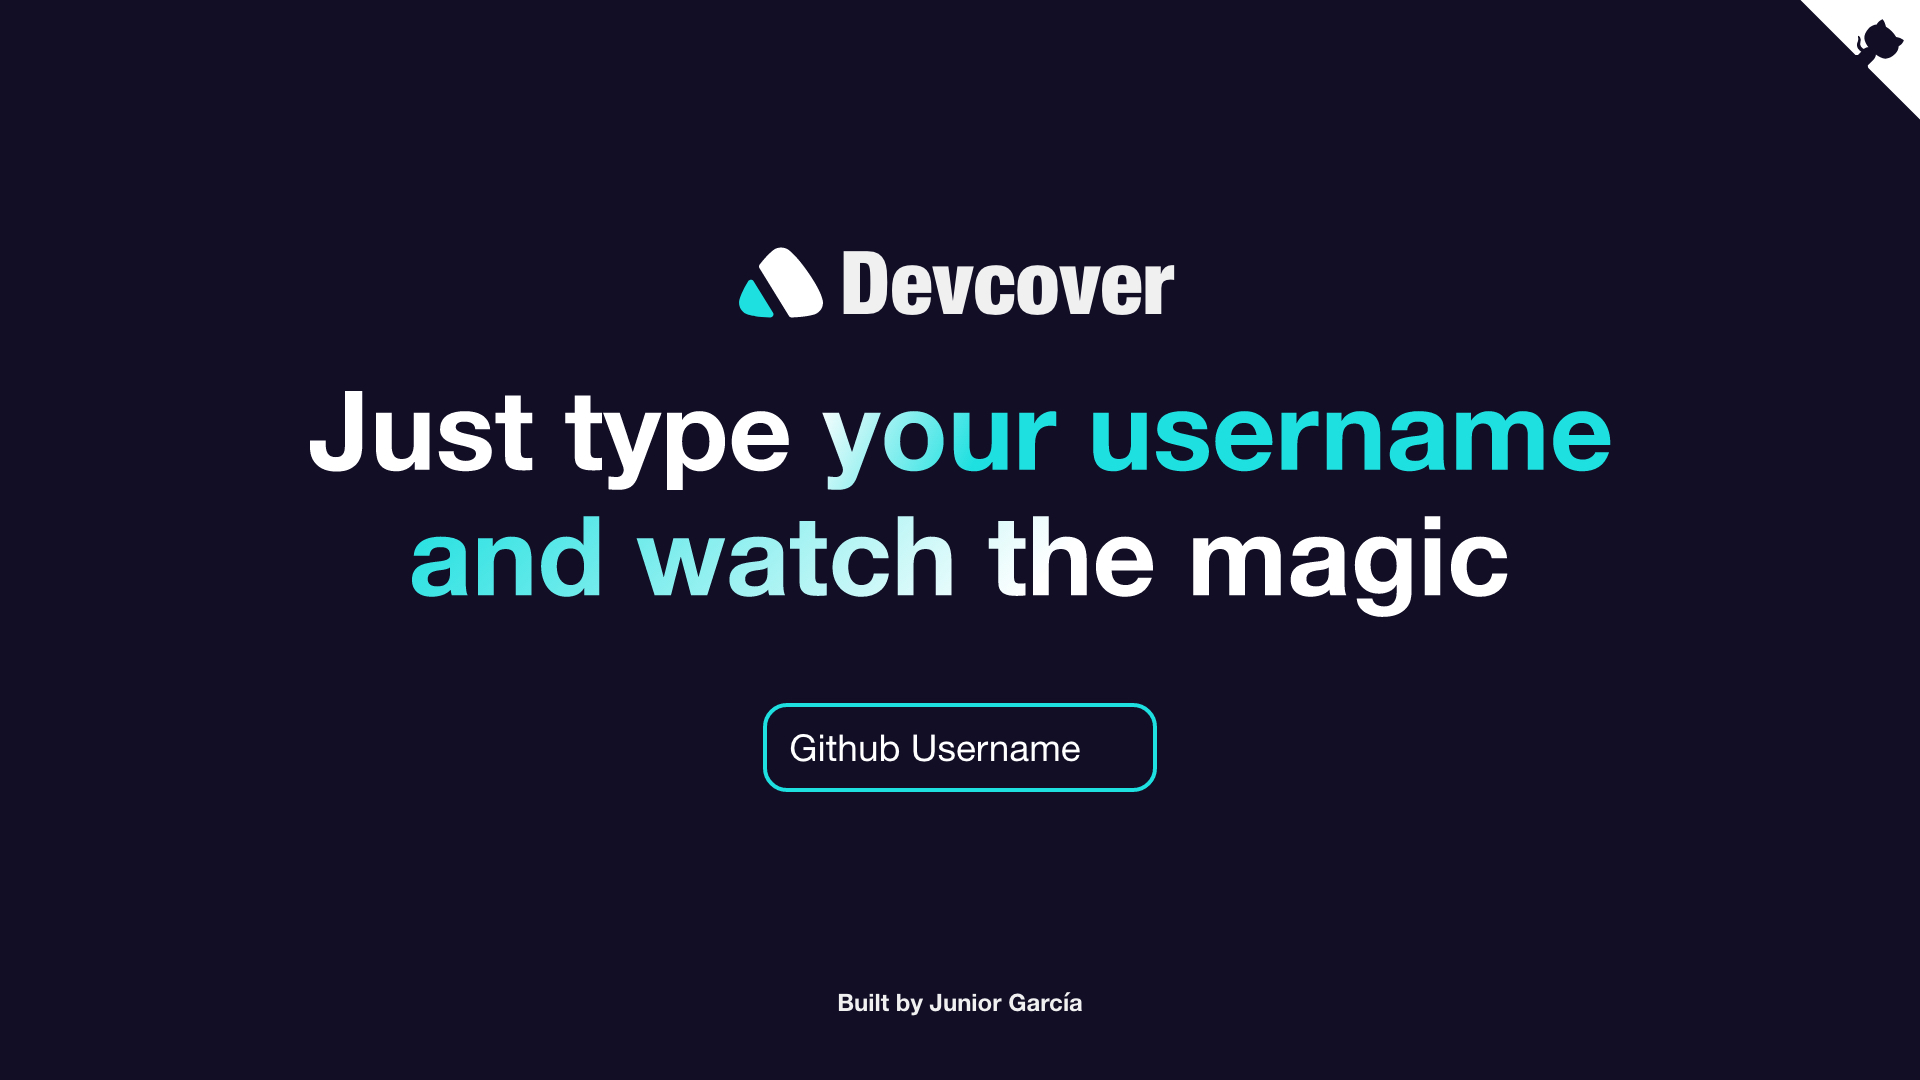 Devcover
Just type your username
and watch the magic
Github Username
Built by Junior García